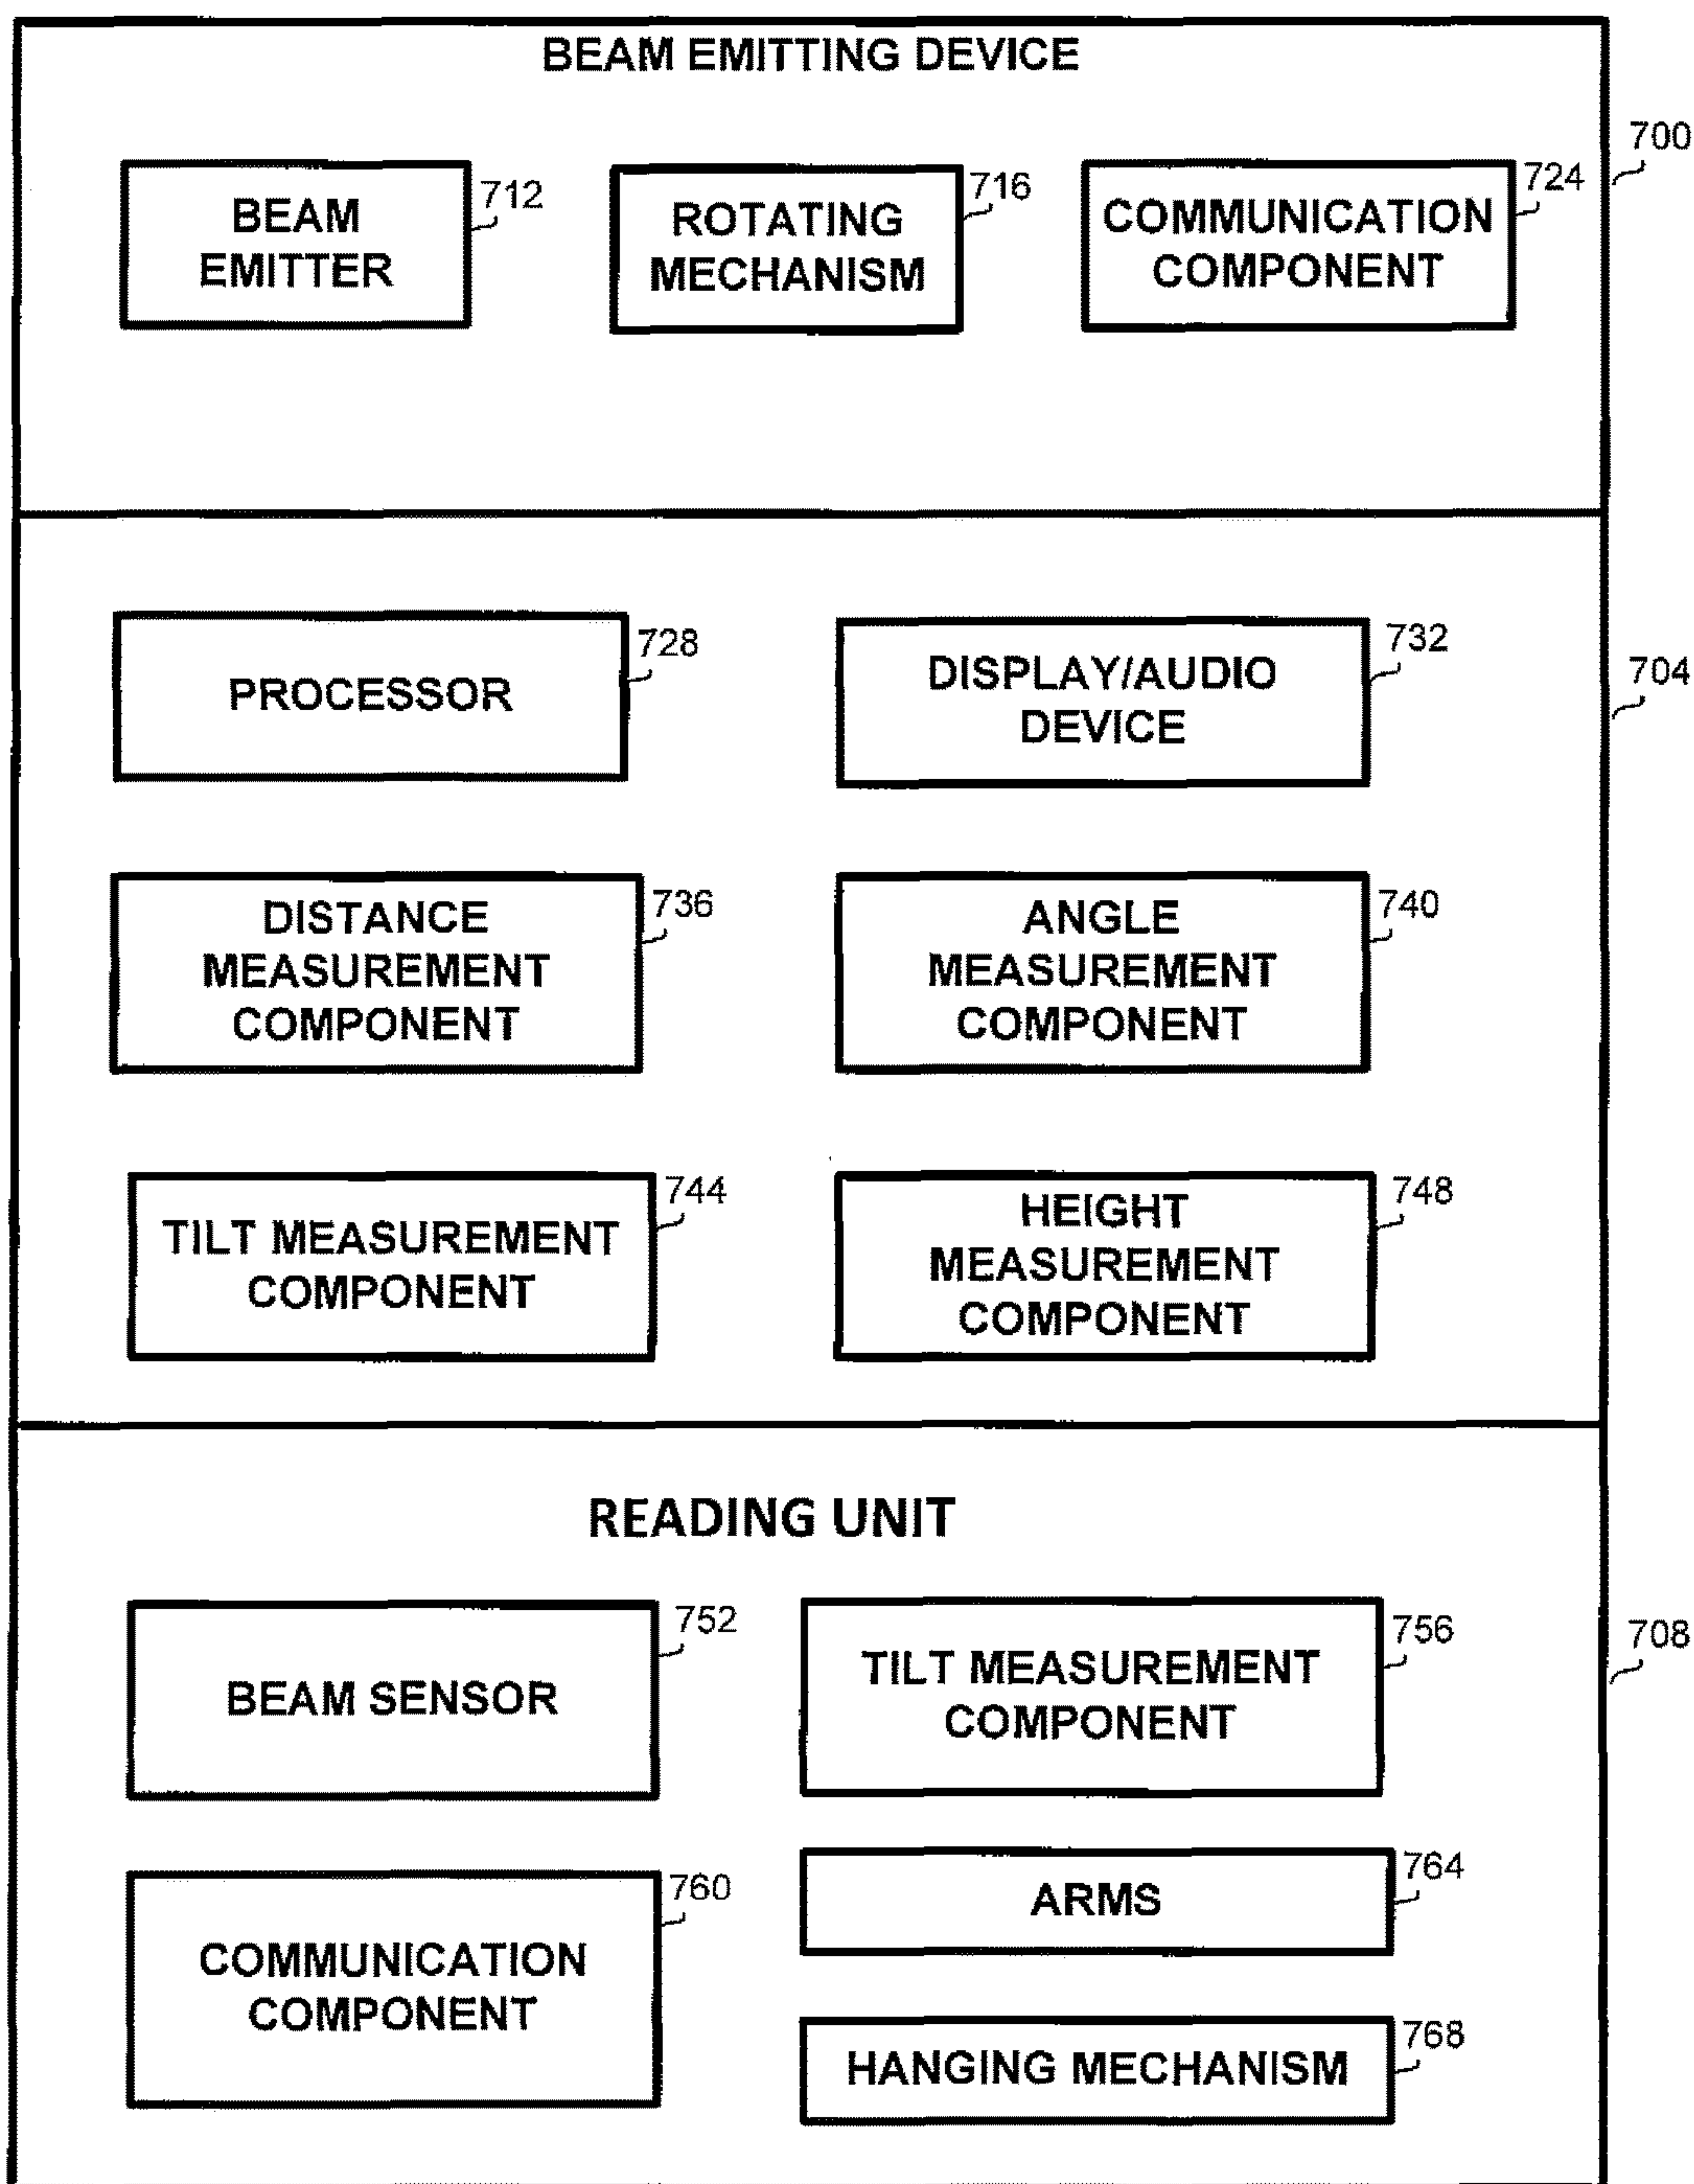 BEAM EMITTING DEVICE
700
BEAM
EMITTER
712
ROTATING
MECHANISM
716
COMMUNICATION
COMPONENT
724
704
PROCESSOR
728
DISPLAY/AUDIO
DEVICE
732
DISTANCE
MEASUREMENT
COMPONENT
736
ANGLE
MEASUREMENT
COMPONENT
740
TILT MEASUREMENT
COMPONENT
744
HEIGHT
MEASUREMENT
COMPONENT
748
READING UNIT
708
BEAM SENSOR
752
TILT MEASUREMENT
COMPONENT
756
COMMUNICATION
COMPONENT
760
ARMS
764
HANGING MECHANISM
768